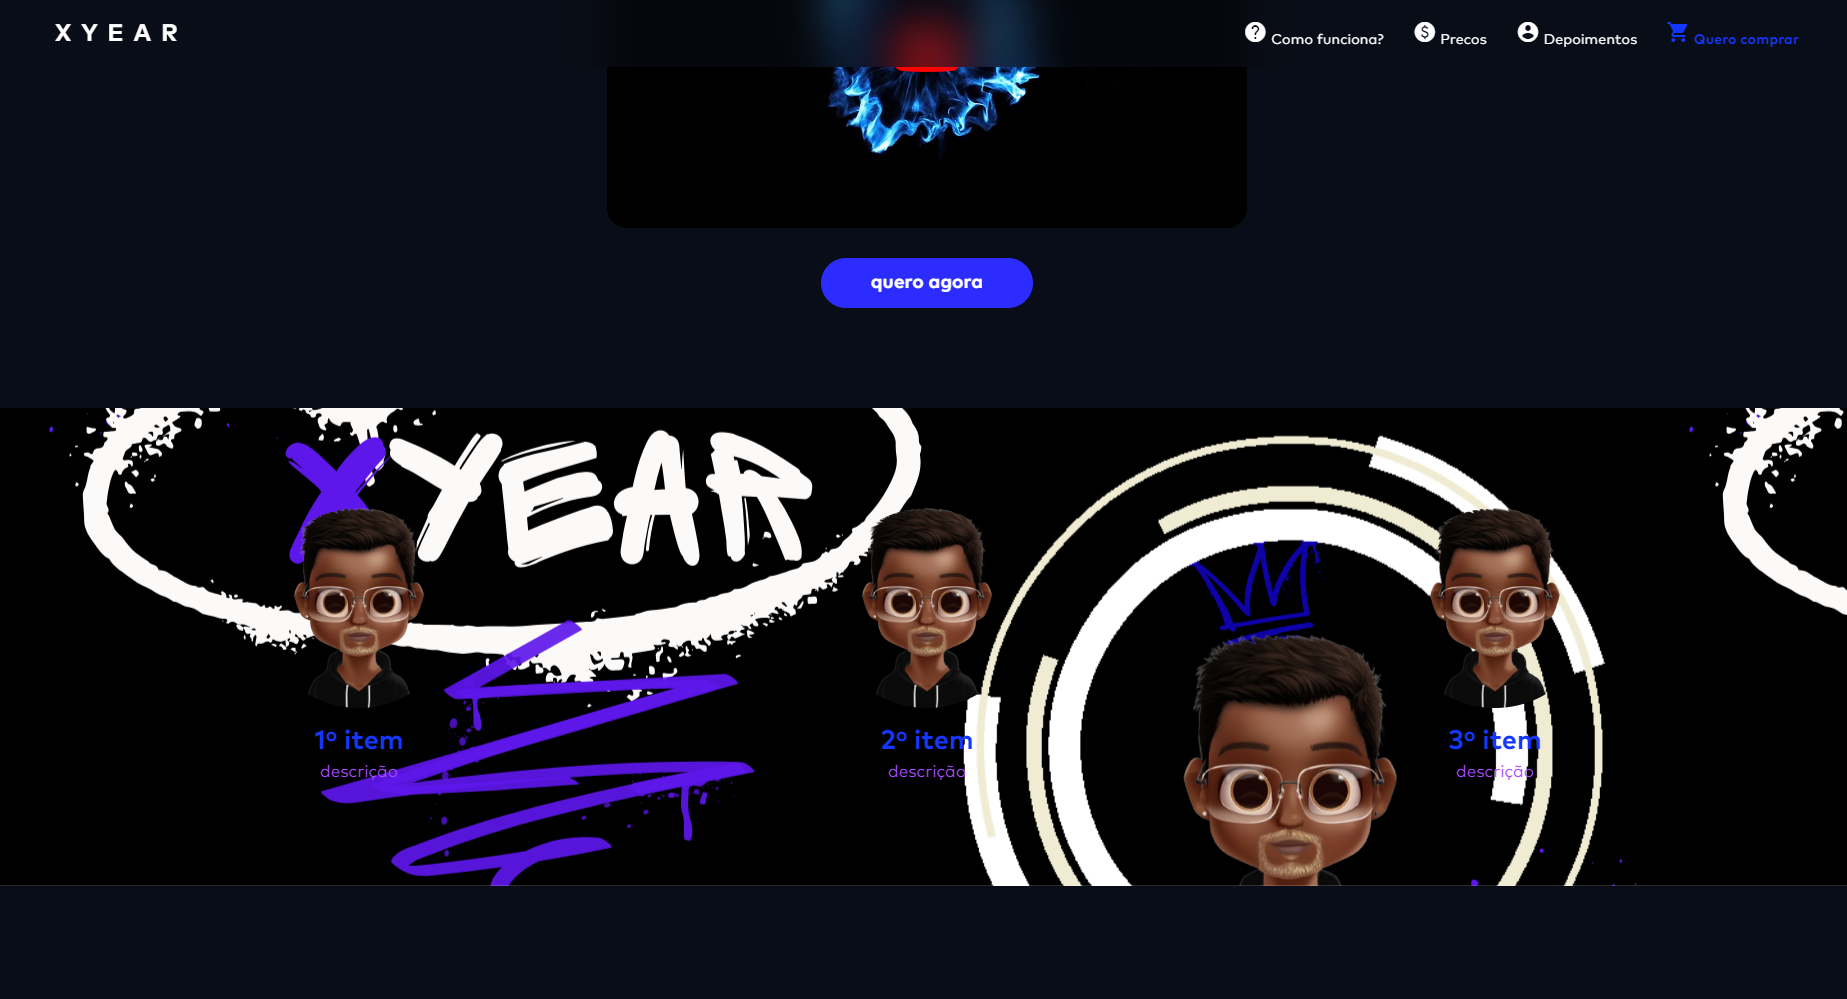 XYEAR
Como funciona?
Precos
Depoimentos
Quero comprar
quero agora
XYEAR
1º item
descrição
2º item
descrição
3º item
descrição